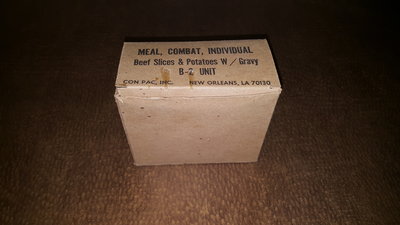 MEAL, COMBAT, INDIVIDUAL
Beef Slices & Potatoes W / Gravy
B-2 UNIT
CON PAC, INC. NEW ORLEANS, LA 70130